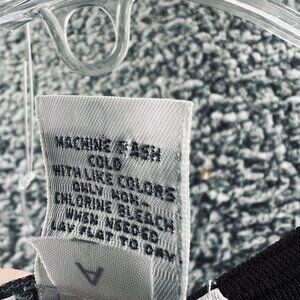 MACHINE WASH
COLD
WITH LIKE COLORS
ONLY NON-
CHLORINE BLEACH
WHEN NEEDED
LAY FLAT TO DRY
A